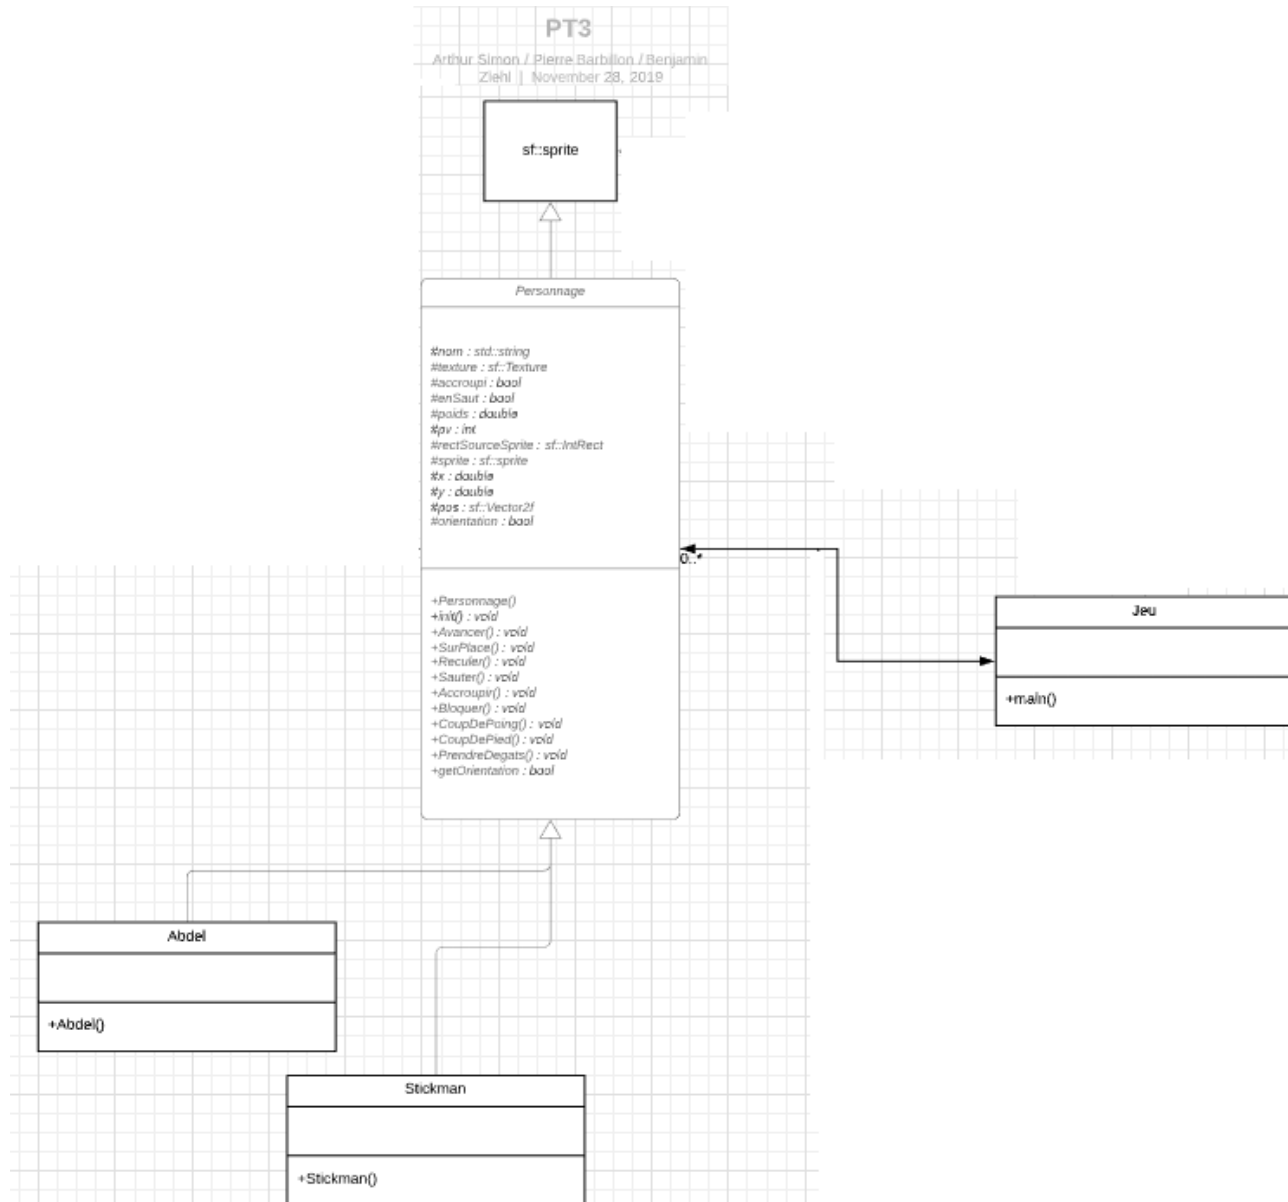 PT3
Arthur Simon / Pierre Barbillon / Benjamin
Ziehl | November 28, 2019
sf::sprite
Personnage
#nom : std::string
#texture : sf::Texture
#accroupi : bool
#enSaut : bool
#poids : double
#pv : int
#rectSourceSprite : sf::IntRect
#sprite : sf::sprite
#x : double
#y : double
#pos : sf::Vector2f
#orientation : bool
0..*
+Personnage()
+init() : void
+Avancer() : void
+SurPlace() : void
+Reculer() : void
+Sauter() : void
+Accroupir() : void
+Bloquer() : void
+CoupDePoing() : void
+CoupDePied() : void
+PrendreDegats() : void
+getOrientation : bool
Jeu
+main()
Abdel
+Abdel()
Stickman
+Stickman()